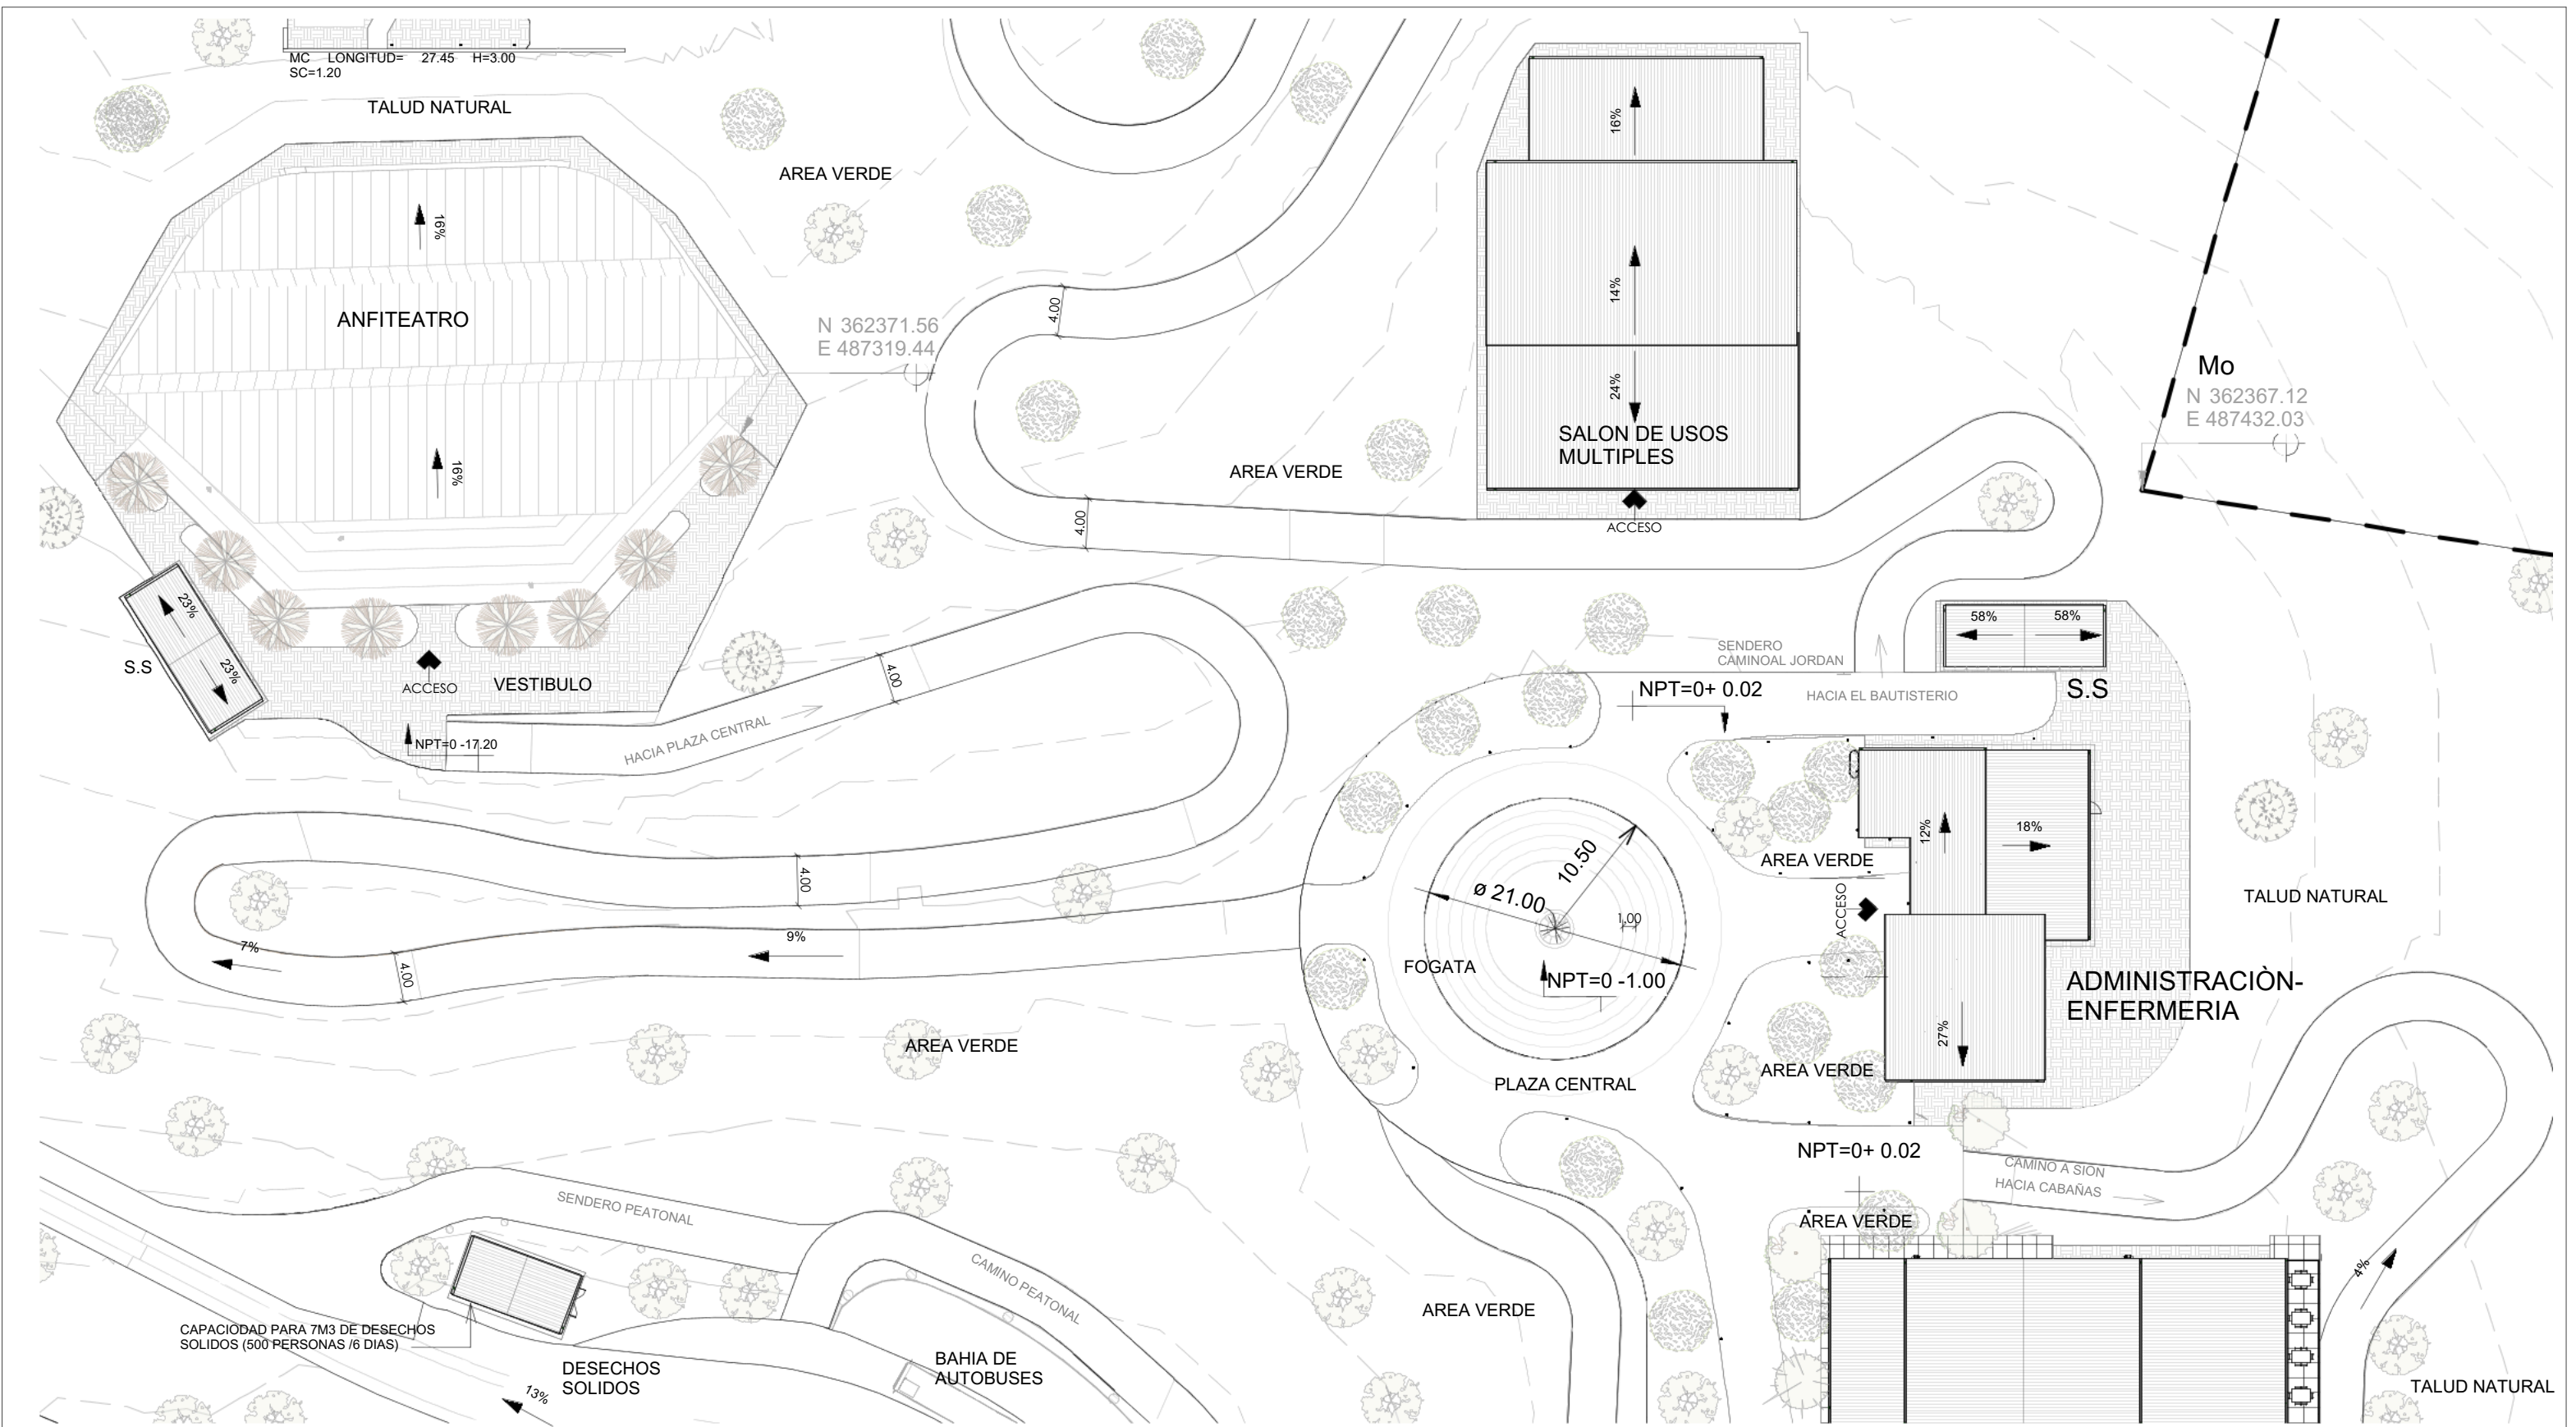 MC LONGITUD= 27.45 H=3.00
SC=1.20
TALUD NATURAL
AREA VERDE
16%
ANFITEATRO
16%
N 362371.56
E 487319.44
4.00
4.00
AREA VERDE
16%
14%
24%
SALON DE USOS
MULTIPLES
ACCESO
Mo
N 362367.12
E 487432.03
23%
23%
S.S
ACCESO
VESTIBULO
NPT=0 -17.20
HACIA PLAZA CENTRAL
4.00
58%
58%
SENDERO
CAMINOAL JORDAN
NPT=0+ 0.02
HACIA EL BAUTISTERIO
S.S
4.00
7%
4.00
9%
10.50
ø 21.00
1.00
FOGATA
NPT=0 -1.00
PLAZA CENTRAL
AREA VERDE
12%
18%
ACCESO
27%
ADMINISTRACIÒN-
ENFERMERIA
TALUD NATURAL
AREA VERDE
AREA VERDE
NPT=0+ 0.02
CAMINO A SION
HACIA CABAÑAS
AREA VERDE
4%
TALUD NATURAL
SENDERO PEATONAL
CAMINO PEATONAL
AREA VERDE
CAPACIODAD PARA 7M3 DE DESECHOS
SOLIDOS (500 PERSONAS /6 DIAS)
DESECHOS
SOLIDOS
13%
BAHIA DE
AUTOBUSES